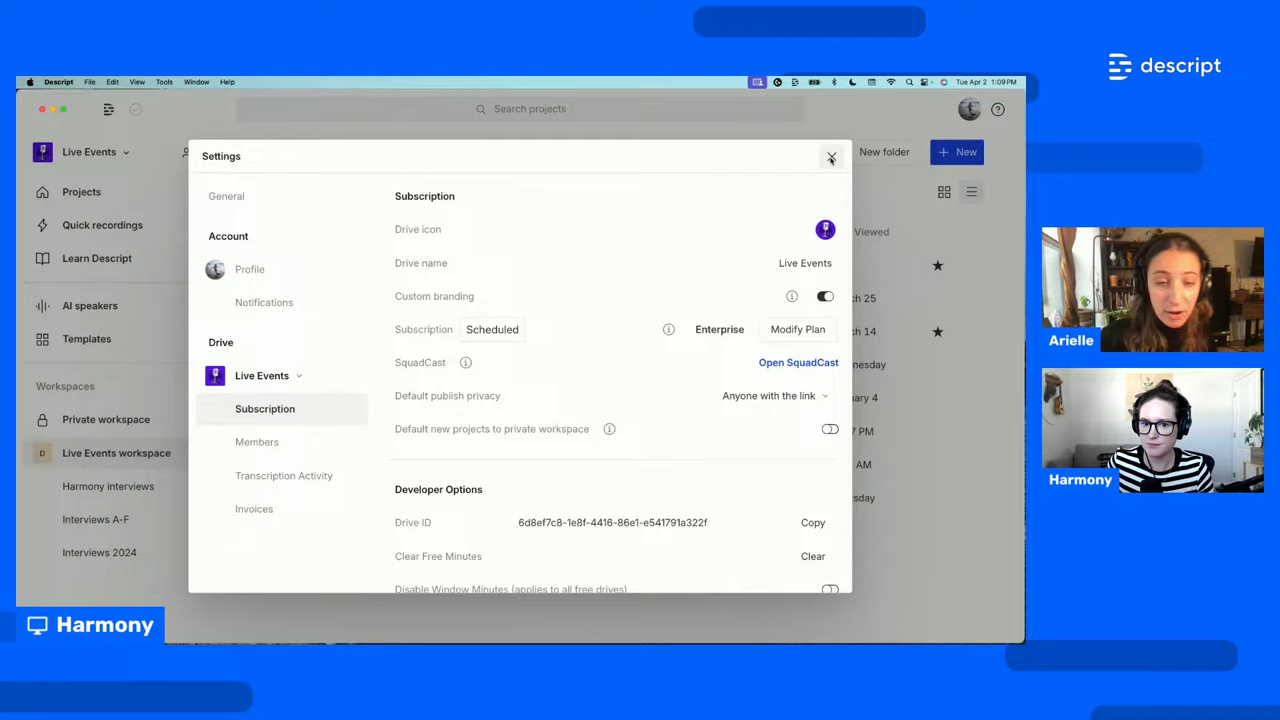 descript
Descript File Edit View Tools Window Help
Tue Apr 2 1:09PM
Search projects
Live Events
New folder
+ New
Settings
Projects
Quick recordings
Learn Descript
AI speakers
Templates
Workspaces
Private workspace
D Live Events workspace
Harmony interviews
Interviews A-F
Interviews 2024
General
Account
Profile
Notifications
Drive
Live Events
Subscription
Members
Transcription Activity
Invoices
Subscription
Drive icon
Drive name Live Events
Custom branding
Subscription Scheduled Enterprise Modify Plan
SquadCast Open SquadCast
Default publish privacy Anyone with the link
Default new projects to private workspace
Developer Options
Drive ID 6d8ef7c8-1e8f-4416-86e1-e541791a322f Copy
Clear Free Minutes Clear
Disable Window Minutes (applies to all free drives)
Viewed
ch 25
ch 14
nesday
ary 4
7 PM
AM
sday
Arielle
Harmony
Harmony